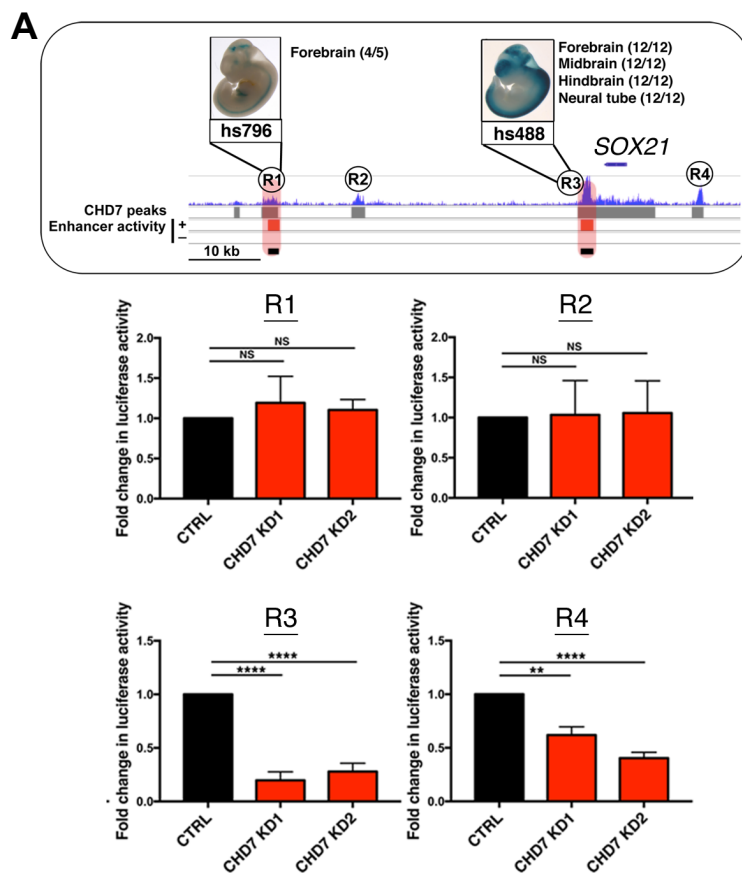 A
Forebrain (4/5)
hs796
Forebrain (12/12)
Midbrain (12/12)
Hindbrain (12/12)
Neural tube (12/12)
hs488
SOX21
R1
R2
R3
R4
CHD7 peaks
Enhancer activity
+
–
10 kb
R1
Fold change in luciferase activity
2.0
1.5
1.0
0.5
0.0
NS
NS
CTRL
CHD7 KD1
CHD7 KD2
R2
Fold change in luciferase activity
2.0
1.5
1.0
0.5
0.0
NS
NS
CTRL
CHD7 KD1
CHD7 KD2
R3
Fold change in luciferase activity
1.5
1.0
0.5
0.0
****
****
CTRL
CHD7 KD1
CHD7 KD2
R4
Fold change in luciferase activity
1.5
1.0
0.5
0.0
****
**
CTRL
CHD7 KD1
CHD7 KD2